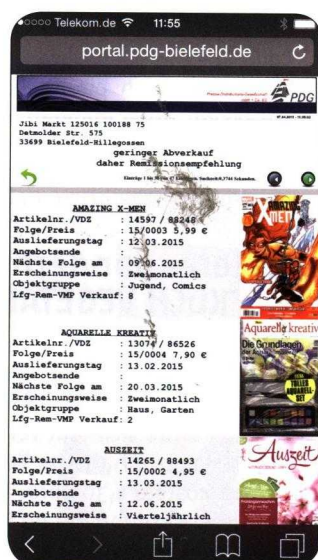 Telekom.de 11:55
portal.pdg-bielefeld.de
PDG
Jibi Markt 125016 100188 75
Detmolder Str. 575
33699 Bielefeld-Hillegossen
geringer Abverkauf
daher Remissionsempfehlung
AMAZING X-MEN
Artikelnr./VDZ : 14597 / 88248
Folge/Preis : 15/0003 5,99 €
Auslieferungstag : 12.03.2015
Angebotsende :
Nächste Folge am : 09.06.2015
Erscheinungsweise : Zweimonatlich
Objektgruppe : Jugend, Comics
Lfg-Rem-VMP Verkauf: 8
AMAZING
X-MEN
AQUARELLE KREATIV
Artikelnr./VDZ : 13074 / 86526
Folge/Preis : 15/0004 7,90 €
Auslieferungstag : 13.02.2015
Angebotsende :
Nächste Folge am : 20.03.2015
Erscheinungsweise : Zweimonatlich
Objektgruppe : Haus, Garten
Lfg-Rem-VMP Verkauf: 2
Aquarelle kreativ
Die Grundlagen
TOLLES
AQUARELL-
SET
AUSZEIT
Artikelnr./VDZ : 14265 / 88493
Folge/Preis : 15/0002 4,95 €
Auslieferungstag : 13.03.2015
Angebotsende :
Nächste Folge am : 12.06.2015
Erscheinungsweise : Vierteljährlich
Auszeit